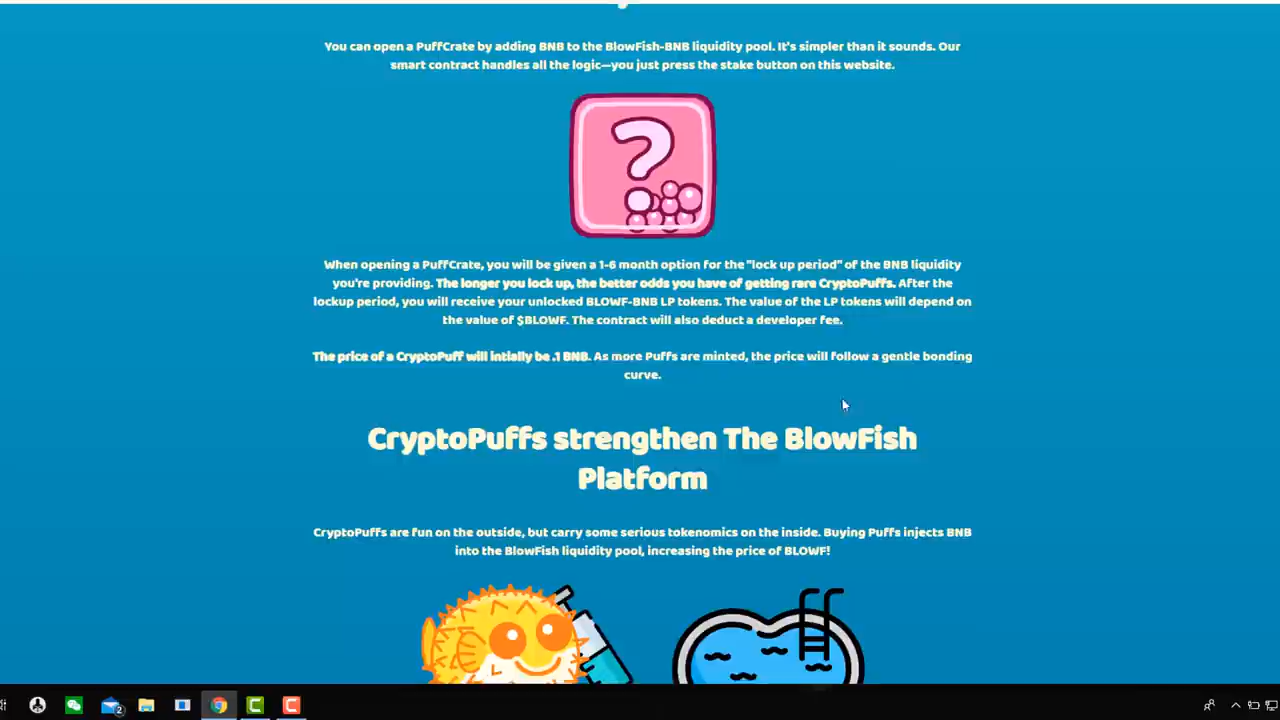 You can open a PuffCrate by adding BNB to the BlowFish-BNB liquidity pool. It's simpler than it sounds. Our
smart contract handles all the logic—you just press the stake button on this website.
?
When opening a PuffCrate, you will be given a 1-6 month option for the "lock up period" of the BNB liquidity
you're providing. The longer you lock up, the better odds you have of getting rare CryptoPuffs. After the
lockup period, you will receive your unlocked BLOWF-BNB LP tokens. The value of the LP tokens will depend on
the value of $BLOWF. The contract will also deduct a developer fee.
The price of a CryptoPuff will intially be .1 BNB. As more Puffs are minted, the price will follow a gentle bonding
curve.
CryptoPuffs strengthen The BlowFish
Platform
CryptoPuffs are fun on the outside, but carry some serious tokenomics on the inside. Buying Puffs injects BNB
into the BlowFish liquidity pool, increasing the price of BLOWF!
2